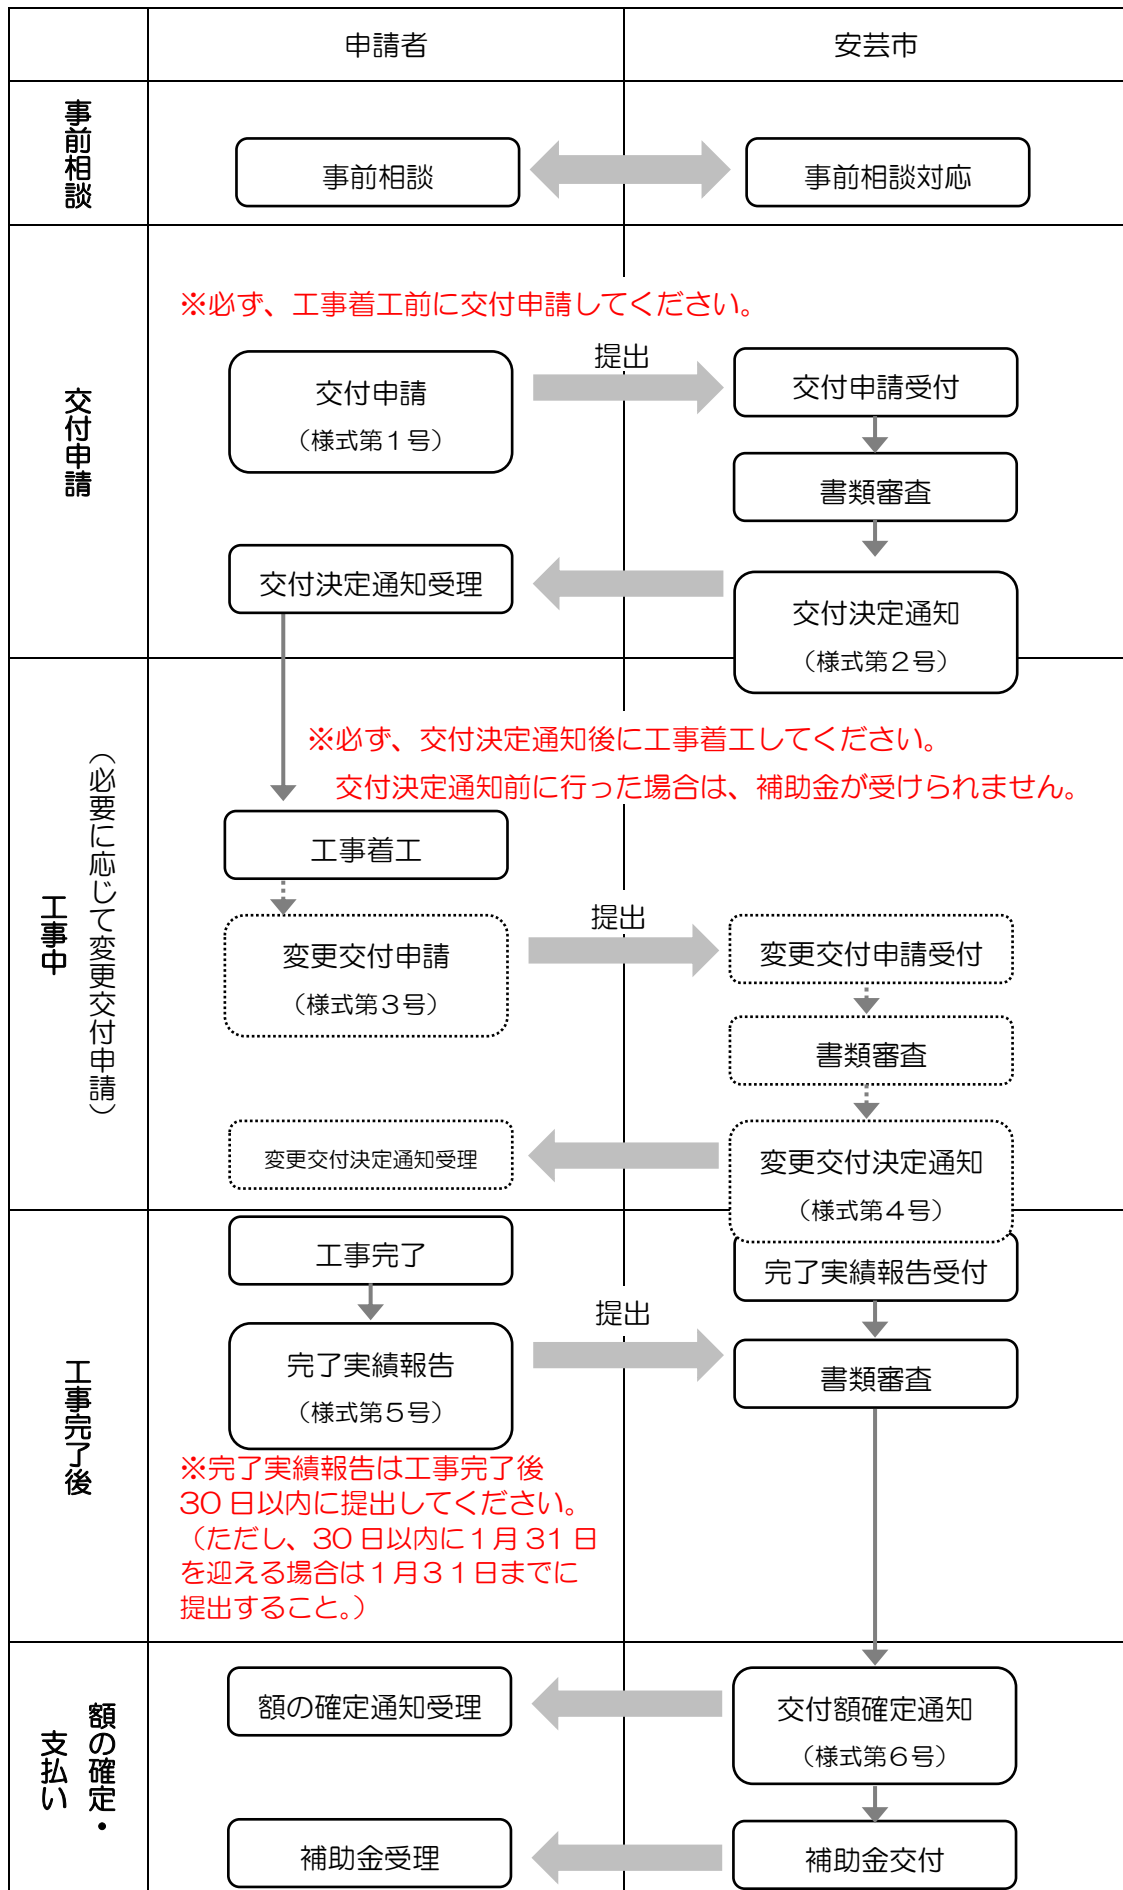 申請者
安芸市
事前相談
事前相談
事前相談対応
交付申請
※必ず、工事着工前に交付申請してください。
提出
交付申請
（様式第１号）
交付申請受付
書類審査
交付決定通知受理
交付決定通知
（様式第２号）
工事中
（必要に応じて変更交付申請）
※必ず、交付決定通知後に工事着工してください。
交付決定通知前に行った場合は、補助金が受けられません。
工事着工
提出
変更交付申請
（様式第３号）
変更交付申請受付
書類審査
変更交付決定通知受理
変更交付決定通知
（様式第４号）
工事完了後
工事完了
完了実績報告受付
提出
完了実績報告
（様式第５号）
書類審査
※完了実績報告は工事完了後
30 日以内に提出してください。
（ただし、30 日以内に１月 31 日
を迎える場合は１月３１日までに
提出すること。）
額の確定・
支払い
額の確定通知受理
交付額確定通知
（様式第６号）
補助金受理
補助金交付